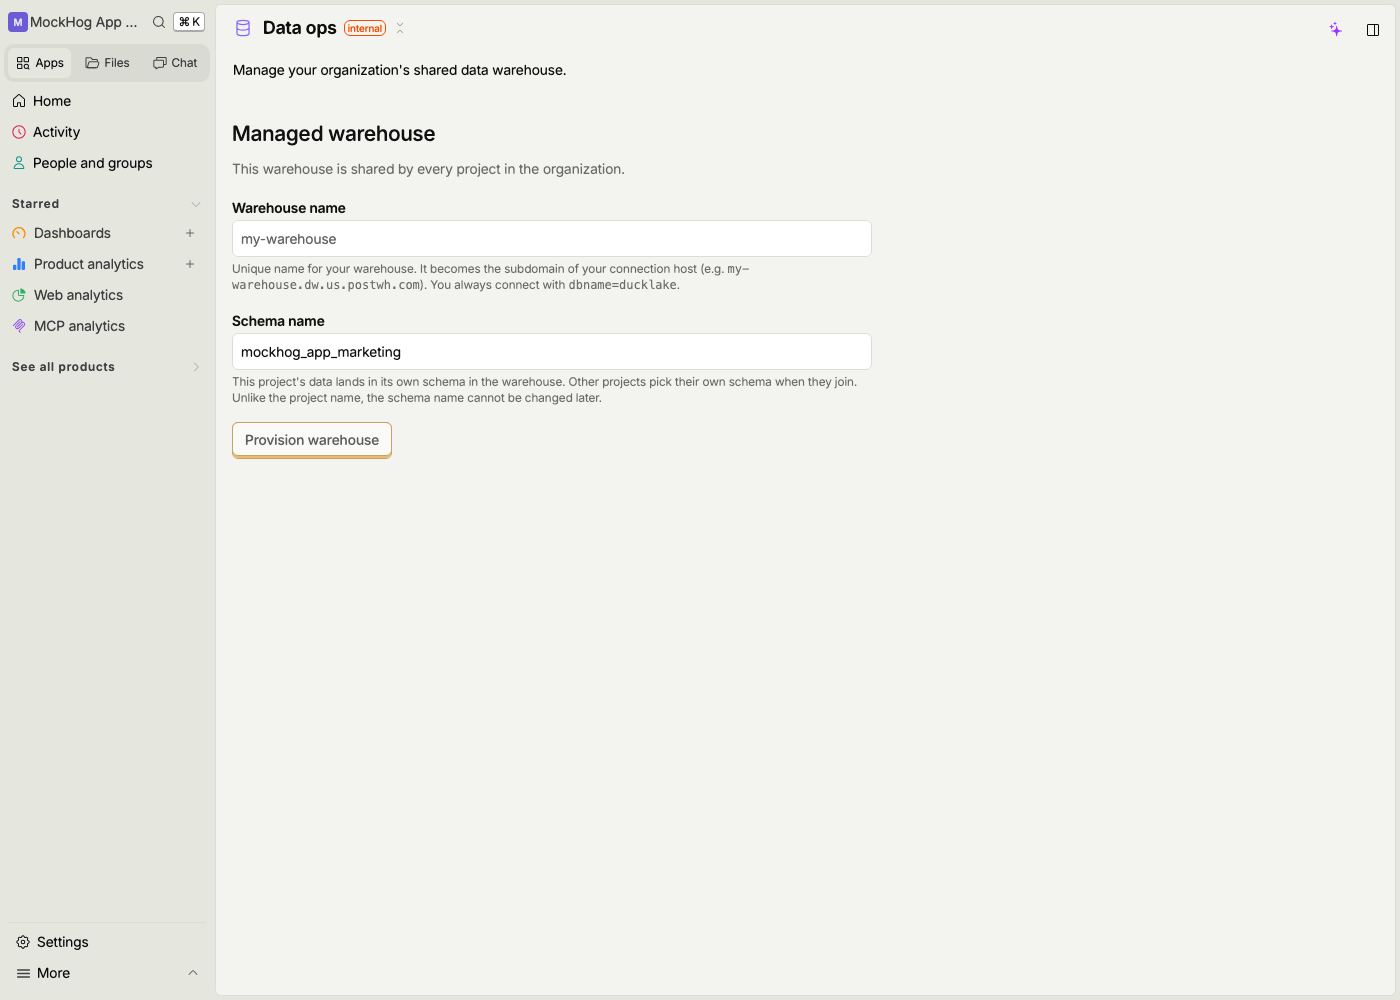 M MockHog App ... ⌘ K
Apps Files Chat
Home
Activity
People and groups
Starred
Dashboards
Product analytics
Web analytics
MCP analytics
See all products
Settings
More
Data ops internal
Manage your organization's shared data warehouse.
Managed warehouse
This warehouse is shared by every project in the organization.
Warehouse name
my-warehouse
Unique name for your warehouse. It becomes the subdomain of your connection host (e.g. my-
warehouse.dw.us.postwh.com). You always connect with dbname=ducklake.
Schema name
mockhog_app_marketing
This project's data lands in its own schema in the warehouse. Other projects pick their own schema when they join.
Unlike the project name, the schema name cannot be changed later.
Provision warehouse